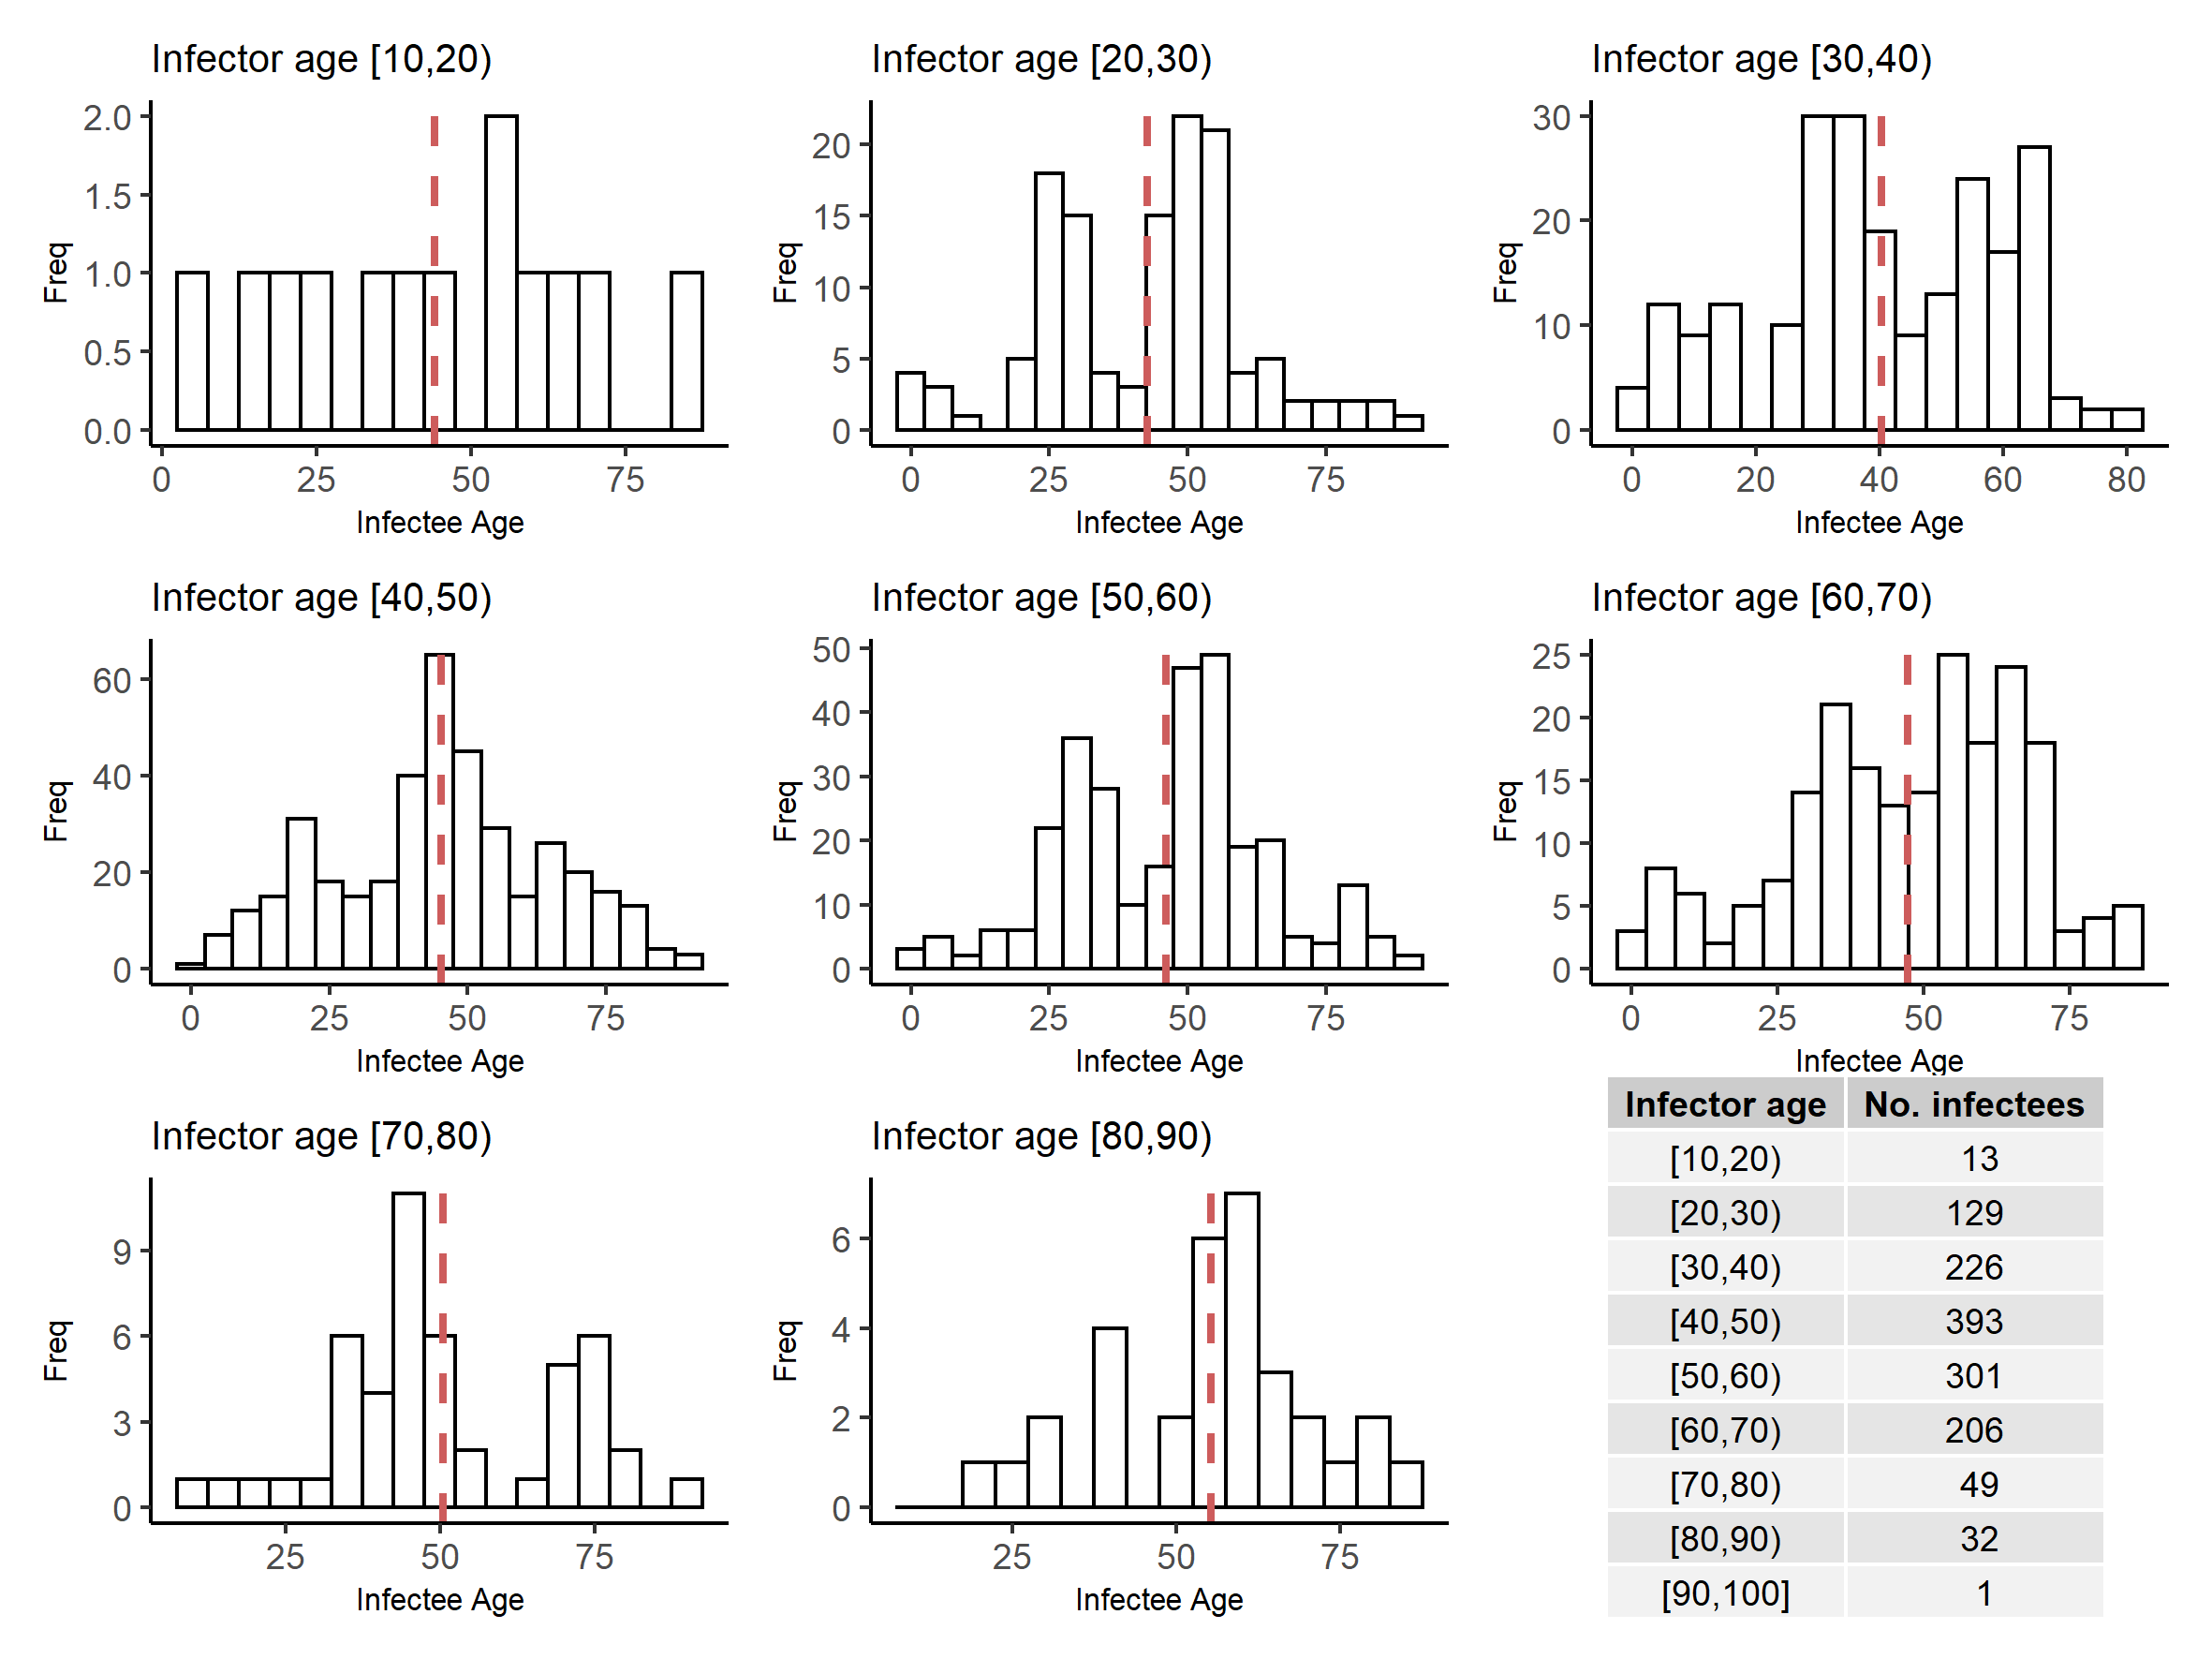 Infector age [10,20)
2.0
1.5
1.0
0.5
0.0
Freq
0 25 50 75
Infectee Age
Infector age [20,30)
20
15
10
5
0
Freq
0 25 50 75
Infectee Age
Infector age [30,40)
30
20
10
0
Freq
0 20 40 60 80
Infectee Age
Infector age [40,50)
60
40
20
0
Freq
0 25 50 75
Infectee Age
Infector age [50,60)
50
40
30
20
10
0
Freq
0 25 50 75
Infectee Age
Infector age [60,70)
25
20
15
10
5
0
Freq
0 25 50 75
Infectee Age
Infector age [70,80)
9
6
3
0
Freq
25 50 75
Infectee Age
Infector age [80,90)
6
4
2
0
Freq
25 50 75
Infectee Age
Infector age No. infectees
[10,20) 13
[20,30) 129
[30,40) 226
[40,50) 393
[50,60) 301
[60,70) 206
[70,80) 49
[80,90) 32
[90,100] 1